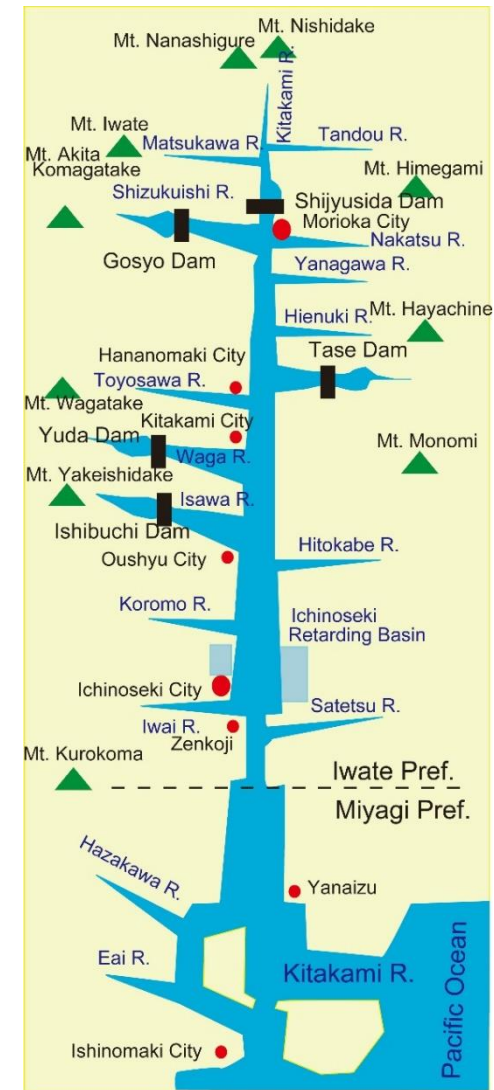 Mt. Nishidake
Mt. Nanashigure
Kitakami R.
Mt. Iwate
Matsukawa R.
Tandou R.
Mt. Akita
Komagatake
Mt. Himegami
Shizukuishi R.
Shijyusida Dam
Morioka City
Nakatsu R.
Gosyo Dam
Yanagawa R.
Mt. Hayachine
Hienuki R.
Tase Dam
Hananomaki City
Toyosawa R.
Mt. Wagatake
Kitakami City
Yuda Dam
Mt. Monomi
Waga R.
Mt. Yakeishidake
Isawa R.
Ishibuchi Dam
Hitokabe R.
Oushyu City
Koromo R.
Ichinoseki
Retarding Basin
Ichinoseki City
Satetsu R.
Iwai R.
Zenkoji
Mt. Kurokoma
Iwate Pref.
Miyagi Pref.
Hazakawa R.
Yanaizu
Eai R.
Kitakami R.
Pacific Ocean
Ishinomaki City